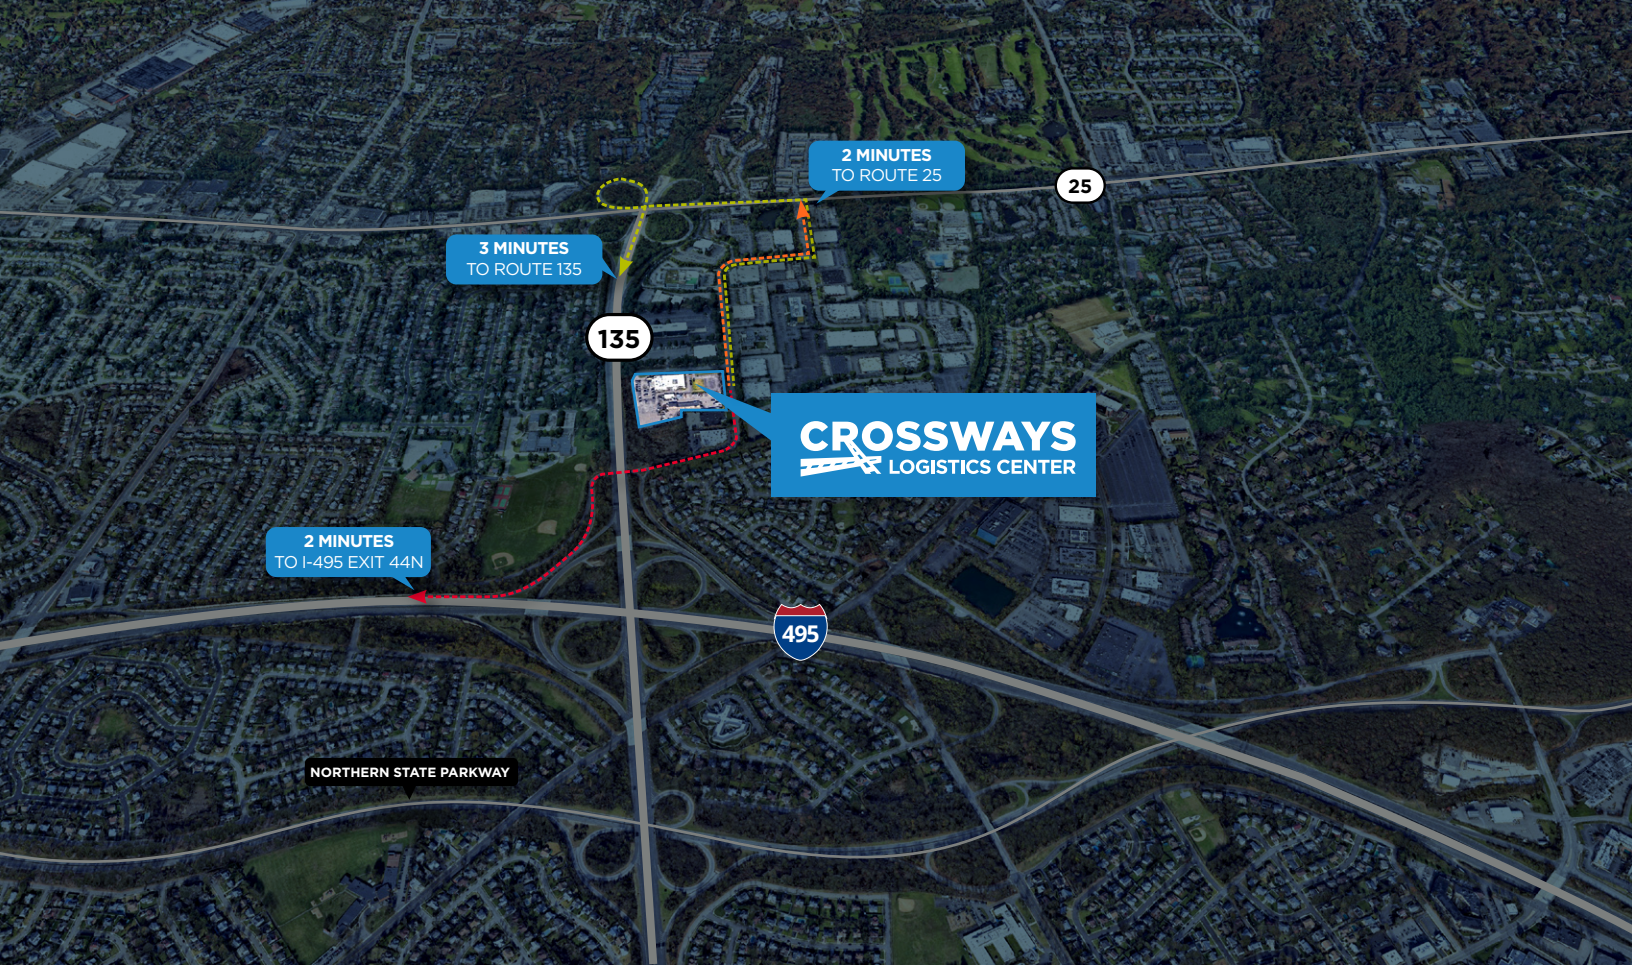 2 MINUTES
TO ROUTE 25
25
3 MINUTES
TO ROUTE 135
135
CROSSWAYS
LOGISTICS CENTER
2 MINUTES
TO I-495 EXIT 44N
495
NORTHERN STATE PARKWAY